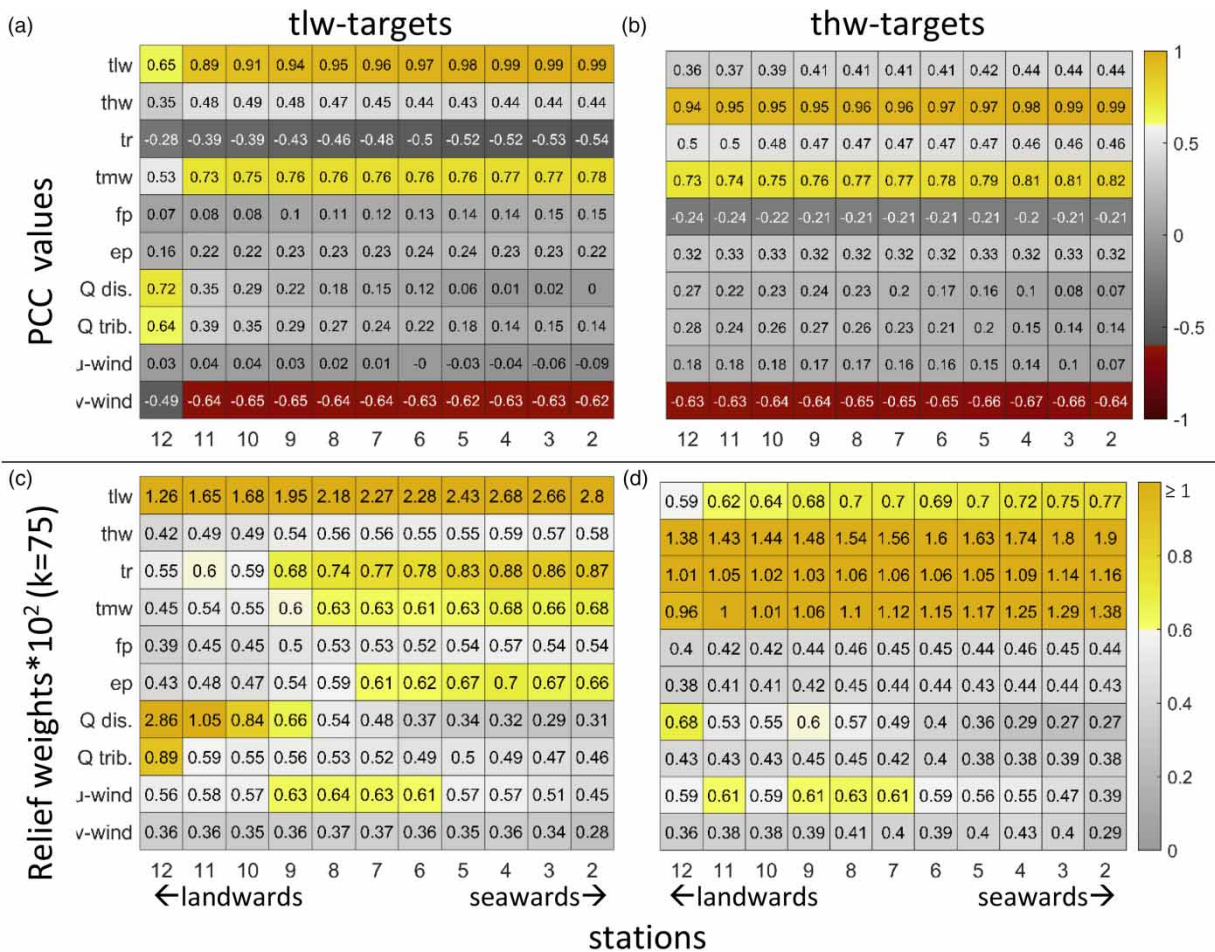 tlw-targets
thw-targets
(a)
(b)
PCC values
tlw 0.65 0.89 0.91 0.94 0.95 0.96 0.97 0.98 0.99 0.99 0.99
thw 0.35 0.48 0.49 0.48 0.47 0.45 0.44 0.43 0.44 0.44 0.44
tr -0.28 -0.39 -0.39 -0.43 -0.46 -0.48 -0.5 -0.52 -0.52 -0.53 -0.54
tmw 0.53 0.73 0.75 0.76 0.76 0.76 0.76 0.76 0.77 0.77 0.78
fp 0.07 0.08 0.08 0.1 0.11 0.12 0.13 0.14 0.14 0.15 0.15
ep 0.16 0.22 0.22 0.23 0.23 0.23 0.24 0.24 0.23 0.23 0.22
Q dis. 0.72 0.35 0.29 0.22 0.18 0.15 0.12 0.06 0.01 0.02 0
Q trib. 0.64 0.39 0.35 0.29 0.27 0.24 0.22 0.18 0.14 0.15 0.14
u-wind 0.03 0.04 0.04 0.03 0.02 0.01 -0 -0.03 -0.04 -0.06 -0.09
v-wind -0.49 -0.64 -0.65 -0.65 -0.64 -0.64 -0.63 -0.62 -0.63 -0.63 -0.62
12 11 10 9 8 7 6 5 4 3 2
0.36 0.37 0.39 0.41 0.41 0.41 0.41 0.42 0.44 0.44 0.44
0.94 0.95 0.95 0.95 0.96 0.96 0.97 0.97 0.98 0.99 0.99
0.5 0.5 0.48 0.47 0.47 0.47 0.47 0.47 0.46 0.46 0.46
0.73 0.74 0.75 0.76 0.77 0.77 0.78 0.79 0.81 0.81 0.82
-0.24 -0.24 -0.22 -0.21 -0.21 -0.21 -0.21 -0.21 -0.2 -0.21 -0.21
0.32 0.33 0.33 0.32 0.32 0.32 0.32 0.32 0.33 0.33 0.32
0.27 0.22 0.23 0.24 0.23 0.2 0.17 0.16 0.1 0.08 0.07
0.28 0.24 0.26 0.27 0.26 0.23 0.21 0.2 0.15 0.14 0.14
0.18 0.18 0.18 0.17 0.17 0.16 0.16 0.15 0.14 0.1 0.07
-0.63 -0.63 -0.64 -0.64 -0.65 -0.65 -0.65 -0.66 -0.67 -0.66 -0.64
12 11 10 9 8 7 6 5 4 3 2
1
0.5
0
-0.5
-1
(c)
(d)
Relief weights*10² (k=75)
tlw 1.26 1.65 1.68 1.95 2.18 2.27 2.28 2.43 2.68 2.66 2.8
thw 0.42 0.49 0.49 0.54 0.56 0.56 0.55 0.55 0.59 0.57 0.58
tr 0.55 0.6 0.59 0.68 0.74 0.77 0.78 0.83 0.88 0.86 0.87
tmw 0.45 0.54 0.55 0.6 0.63 0.63 0.61 0.63 0.68 0.66 0.68
fp 0.39 0.45 0.45 0.5 0.53 0.53 0.52 0.54 0.57 0.54 0.54
ep 0.43 0.48 0.47 0.54 0.59 0.61 0.62 0.67 0.7 0.67 0.66
Q dis. 2.86 1.05 0.84 0.66 0.54 0.48 0.37 0.34 0.32 0.29 0.31
Q trib. 0.89 0.59 0.55 0.56 0.53 0.52 0.49 0.5 0.49 0.47 0.46
u-wind 0.56 0.58 0.57 0.63 0.64 0.63 0.61 0.57 0.57 0.51 0.45
v-wind 0.36 0.36 0.35 0.36 0.37 0.37 0.36 0.35 0.36 0.34 0.28
12 11 10 9 8 7 6 5 4 3 2
←landwards seawards→
0.59 0.62 0.64 0.68 0.7 0.7 0.69 0.7 0.72 0.75 0.77
1.38 1.43 1.44 1.48 1.54 1.56 1.6 1.63 1.74 1.8 1.9
1.01 1.05 1.02 1.03 1.06 1.06 1.06 1.05 1.09 1.14 1.16
0.96 1 1.01 1.06 1.1 1.12 1.15 1.17 1.25 1.29 1.38
0.4 0.42 0.42 0.44 0.46 0.45 0.45 0.44 0.46 0.45 0.44
0.38 0.41 0.41 0.42 0.45 0.44 0.44 0.43 0.44 0.44 0.43
0.68 0.53 0.55 0.6 0.57 0.49 0.4 0.36 0.29 0.27 0.27
0.43 0.43 0.43 0.45 0.45 0.42 0.4 0.38 0.38 0.39 0.38
0.59 0.61 0.59 0.61 0.63 0.61 0.59 0.56 0.55 0.47 0.39
0.36 0.38 0.38 0.39 0.41 0.4 0.39 0.4 0.43 0.4 0.29
12 11 10 9 8 7 6 5 4 3 2
←landwards seawards→
≥ 1
0.8
0.6
0.4
0.2
0
stations